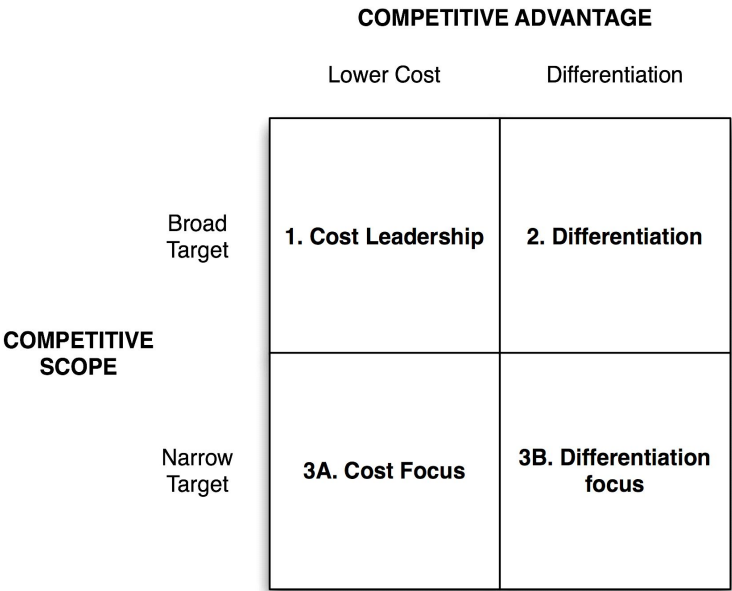 COMPETITIVE ADVANTAGE
Lower Cost
Differentiation
Broad
Target
1. Cost Leadership
2. Differentiation
COMPETITIVE
SCOPE
Narrow
Target
3A. Cost Focus
3B. Differentiation
focus